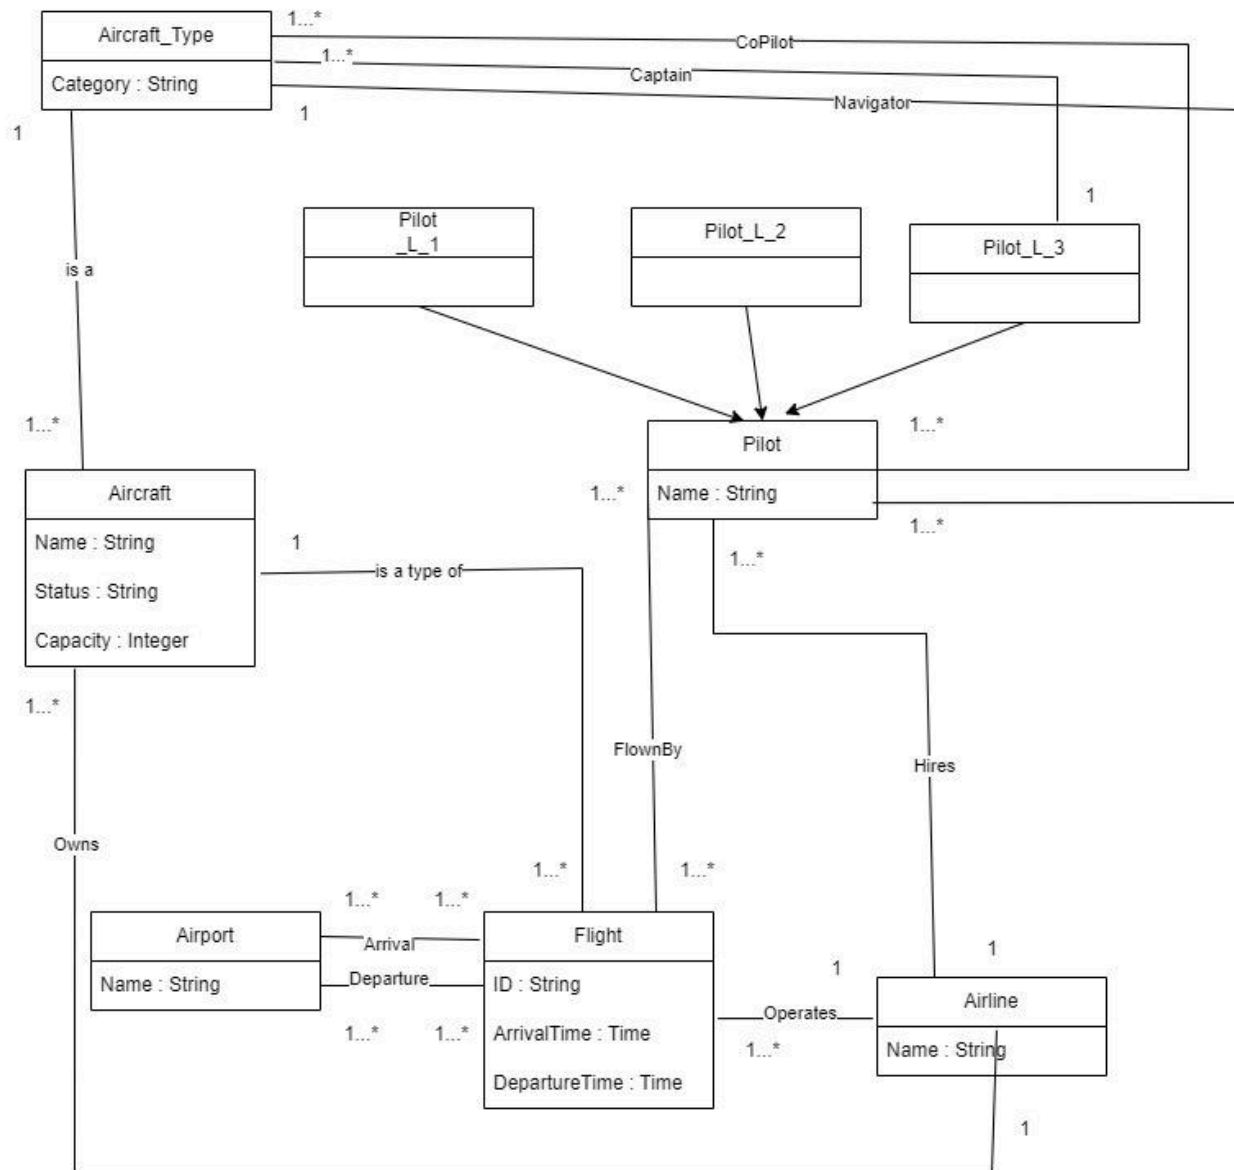 1...*
Aircraft_Type
CoPilot
1...*
Captain
Category : String
Navigator
1
1
1
Pilot
_L_1
Pilot_L_2
Pilot_L_3
is a
1...*
1...*
Pilot
Aircraft
1...*
Name : String
1...*
Name : String
1
1...*
is a type of
Status : String
Capacity : Integer
1...*
FlownBy
Hires
Owns
1...*
1...*
1...*
1...*
Airport
Arrival
Flight
1
1
Departure
Name : String
ID : String
Airline
Operates
1...*
1...*
ArrivalTime : Time
1...*
Name : String
DepartureTime : Time
1